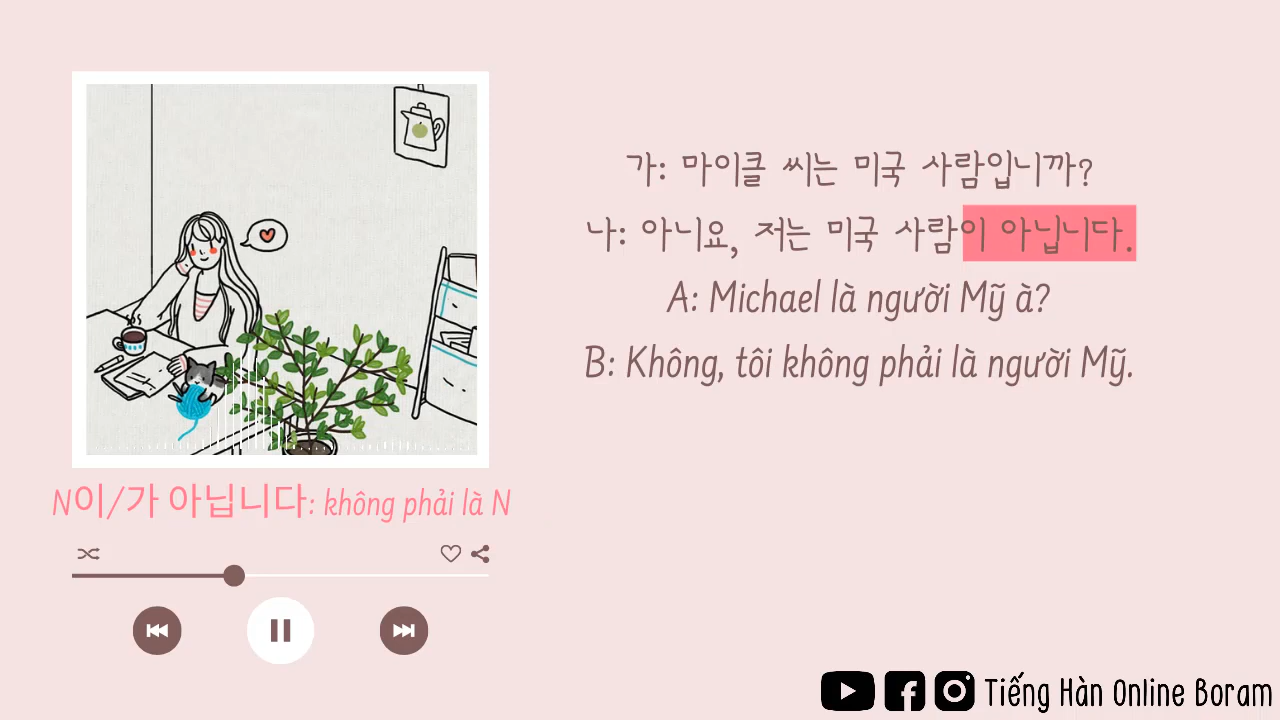 가: 마이클 씨는 미국 사람입니까?
나: 아니요, 저는 미국 사람이 아닙니다.
A: Michael là người Mỹ à?
B: Không, tôi không phải là người Mỹ.
N이/가 아닙니다: không phải là N
Tiếng Hàn Online Boram